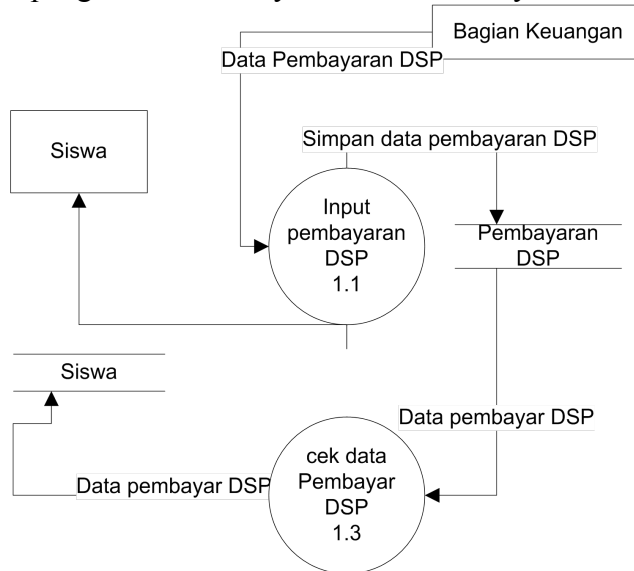 Bagian Keuangan
Data Pembayaran DSP
Simpan data pembayaran DSP
Siswa
Input
pembayaran
DSP
1.1
Pembayaran
DSP
Siswa
Data pembayar DSP
cek data
Pembayar
DSP
1.3
Data pembayar DSP